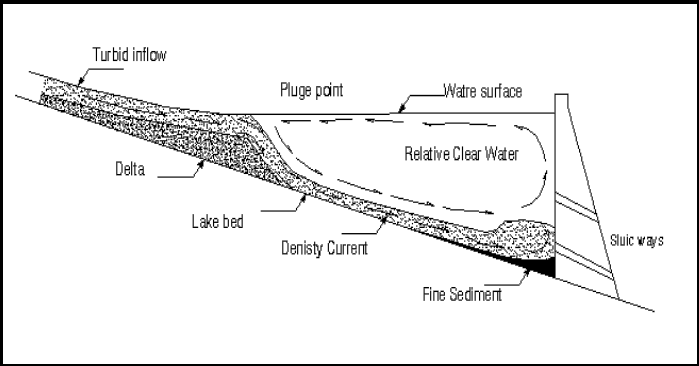 Turbid inflow
Pluge point
Watre surface
Relative Clear Water
Delta
Lake bed
Denisty Current
Sluic ways
Fine Sediment